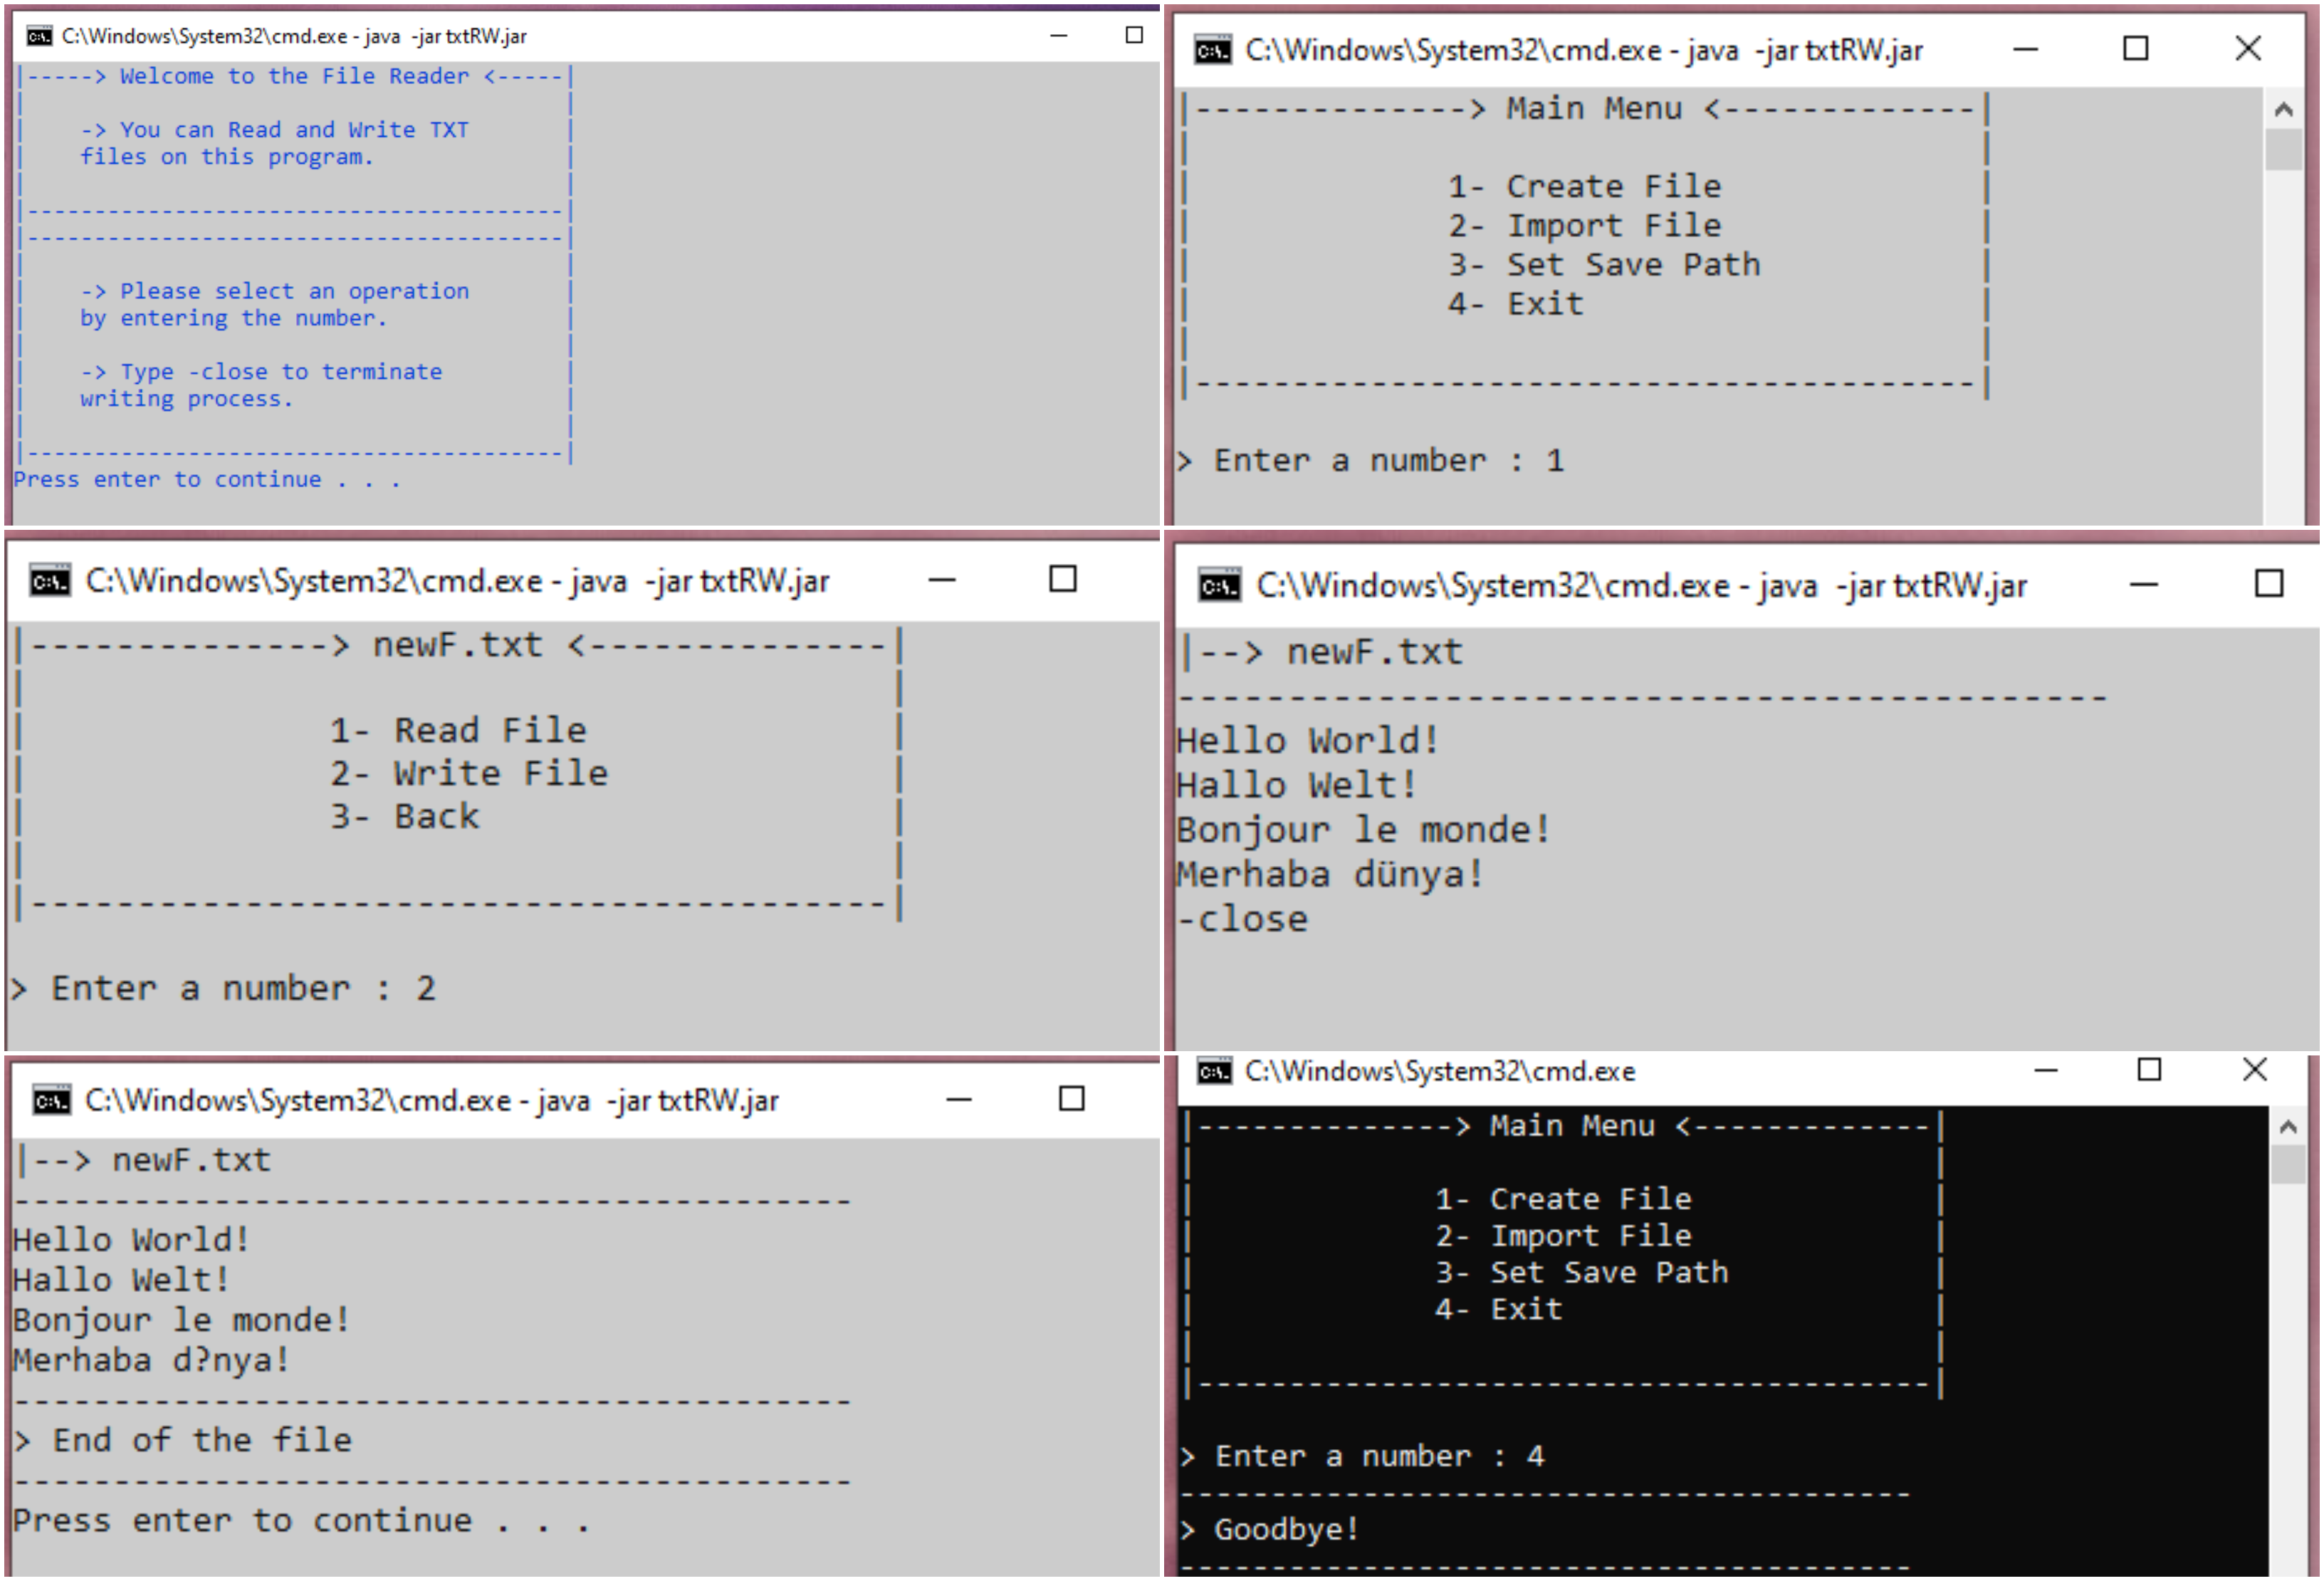 C:\Windows\System32\cmd.exe - java -jar txtRW.jar
|-----> Welcome to the File Reader <-----|
-> You can Read and Write TXT
files on this program.
|----------------------------------------|
|----------------------------------------|
-> Please select an operation
by entering the number.
-> Type -close to terminate
writing process.
|----------------------------------------|
Press enter to continue . . .
C:\Windows\System32\cmd.exe - java -jar txtRW.jar
|--------------> Main Menu <-------------|
1- Create File
2- Import File
3- Set Save Path
4- Exit
|----------------------------------------|
> Enter a number : 1
C:\Windows\System32\cmd.exe - java -jar txtRW.jar
|--------------> newF.txt <--------------|
1- Read File
2- Write File
3- Back
|----------------------------------------|
> Enter a number : 2
C:\Windows\System32\cmd.exe - java -jar txtRW.jar
|--> newF.txt
------------------------------------------
Hello World!
Hallo Welt!
Bonjour le monde!
Merhaba dünya!
-close
C:\Windows\System32\cmd.exe - java -jar txtRW.jar
|--> newF.txt
------------------------------------------
Hello World!
Hallo Welt!
Bonjour le monde!
Merhaba d?nya!
------------------------------------------
> End of the file
------------------------------------------
Press enter to continue . . .
C:\Windows\System32\cmd.exe
|--------------> Main Menu <-------------|
1- Create File
2- Import File
3- Set Save Path
4- Exit
|----------------------------------------|
> Enter a number : 4
----------------------------------------
> Goodbye!
----------------------------------------